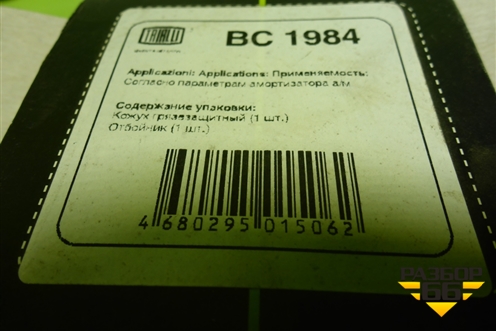 TRIALLI
BC 1984
Applicazioni: Applications: Применяемость:
Согласно параметрам амортизатора а/м
Содержание упаковки:
Кожух грязезащитный (1 шт.)
Отбойник (1 шт.)
4 680295 015062
РАЗБОР
66